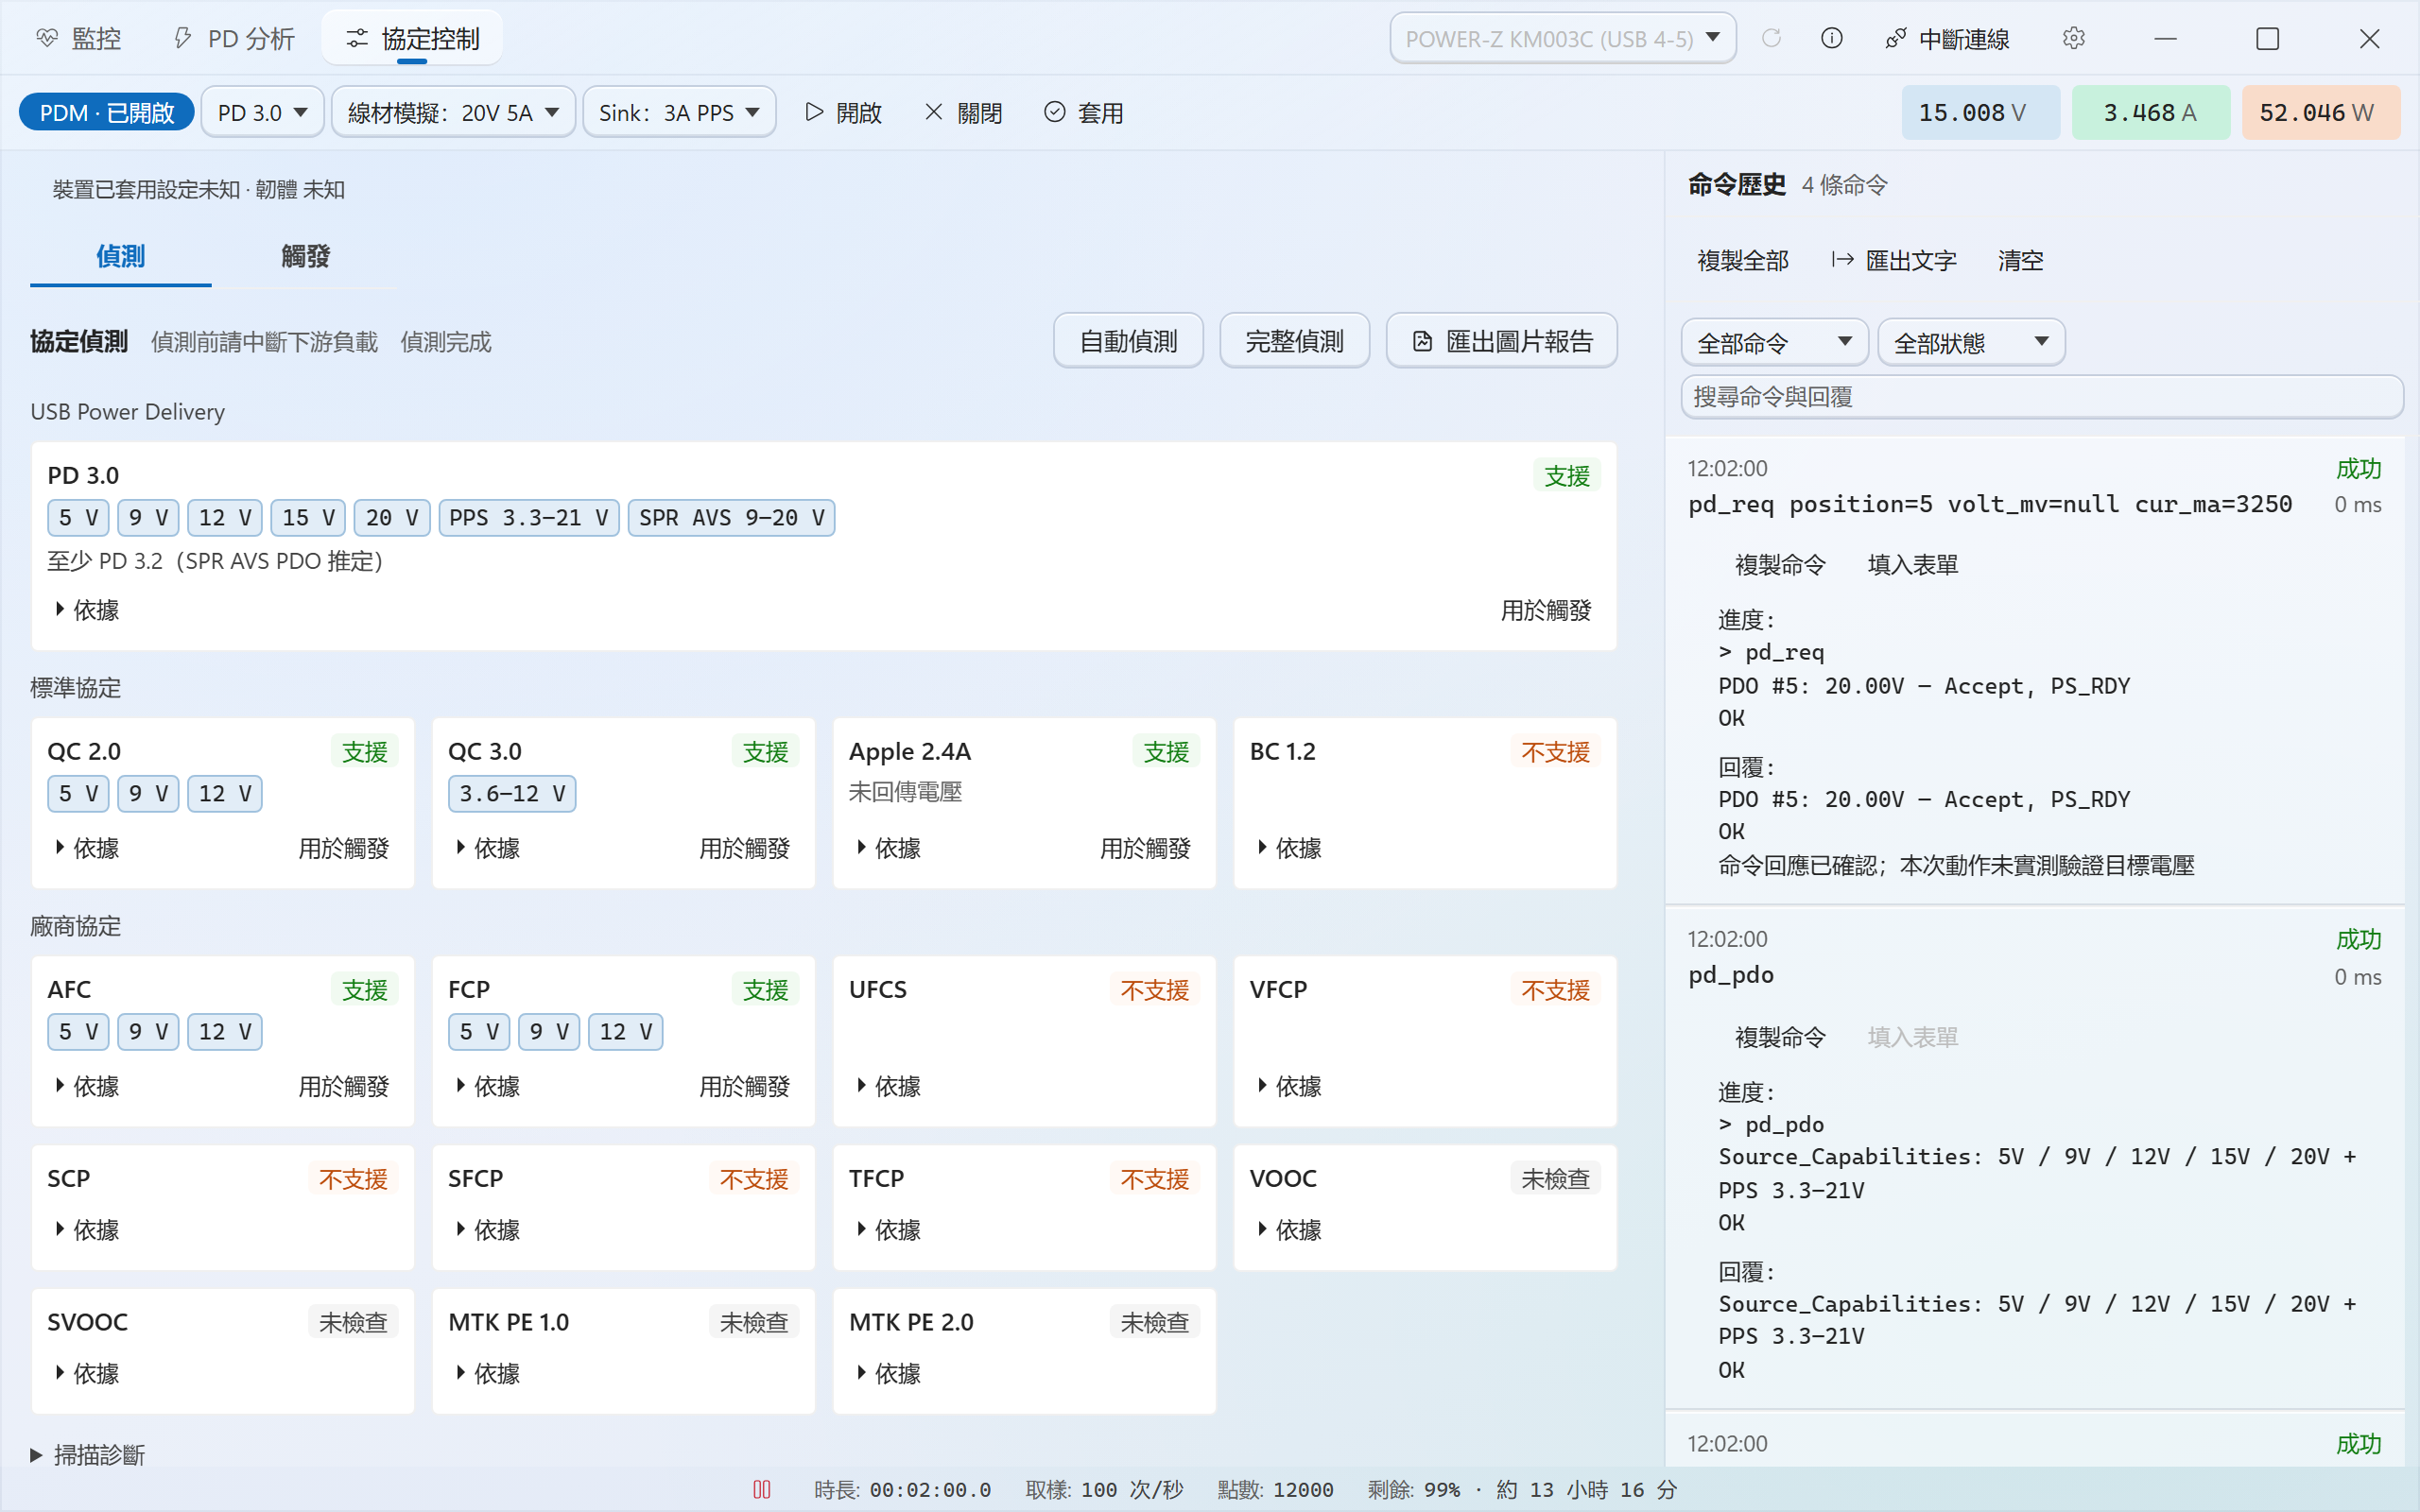 監控 PD 分析 協定控制 POWER-Z KM003C (USB 4-5) 中斷連線
PDM · 已開啟 PD 3.0 線材模擬：20V 5A Sink：3A PPS 開啟 關閉 套用 15.008 V 3.468 A 52.046 W
裝置已套用設定未知 · 韌體 未知
偵測 觸發
協定偵測 偵測前請中斷下游負載 偵測完成 自動偵測 完整偵測 匯出圖片報告
USB Power Delivery
PD 3.0 支援
5 V 9 V 12 V 15 V 20 V PPS 3.3–21 V SPR AVS 9–20 V
至少 PD 3.2（SPR AVS PDO 推定）
依據 用於觸發
標準協定
QC 2.0 支援
5 V 9 V 12 V
依據 用於觸發
QC 3.0 支援
3.6–12 V
依據 用於觸發
Apple 2.4A 支援
未回傳電壓
依據 用於觸發
BC 1.2 不支援
依據
廠商協定
AFC 支援
5 V 9 V 12 V
依據 用於觸發
FCP 支援
5 V 9 V 12 V
依據 用於觸發
UFCS 不支援
依據
VFCP 不支援
依據
SCP 不支援
依據
SFCP 不支援
依據
TFCP 不支援
依據
VOOC 未檢查
依據
SVOOC 未檢查
依據
MTK PE 1.0 未檢查
依據
MTK PE 2.0 未檢查
依據
掃描診斷
命令歷史 4 條命令
複製全部 匯出文字 清空
全部命令 全部狀態
搜尋命令與回覆
12:02:00 成功
pd_req position=5 volt_mv=null cur_ma=3250 0 ms
複製命令 填入表單
進度：
> pd_req
PDO #5: 20.00V — Accept, PS_RDY
OK
回覆：
PDO #5: 20.00V — Accept, PS_RDY
OK
命令回應已確認；本次動作未實測驗證目標電壓
12:02:00 成功
pd_pdo 0 ms
複製命令 填入表單
進度：
> pd_pdo
Source_Capabilities: 5V / 9V / 12V / 15V / 20V +
PPS 3.3–21V
OK
回覆：
Source_Capabilities: 5V / 9V / 12V / 15V / 20V +
PPS 3.3–21V
OK
12:02:00 成功
時長: 00:02:00.0 取樣: 100 次/秒 點數: 12000 剩餘: 99% · 約 13 小時 16 分